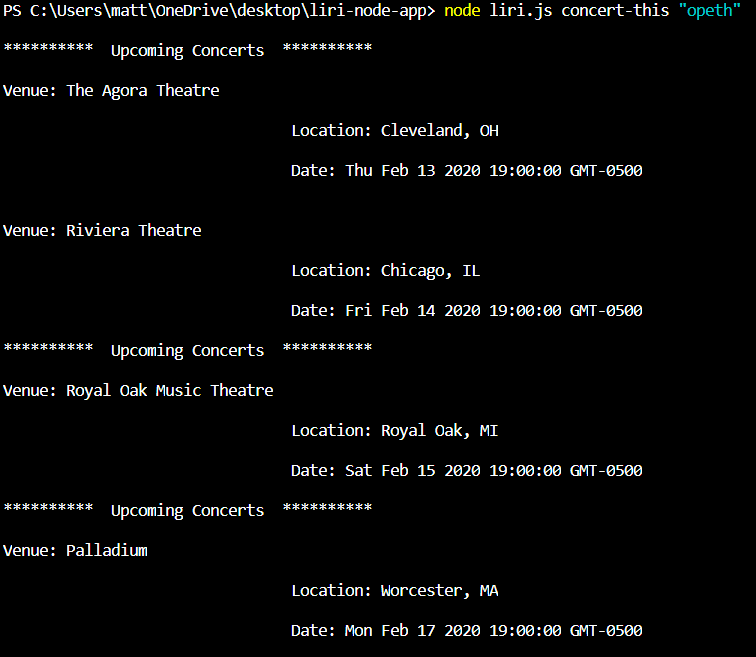 PS C:\Users\matt\OneDrive\desktop\liri-node-app> node liri.js concert-this "opeth"
********** Upcoming Concerts **********
Venue: The Agora Theatre
Location: Cleveland, OH
Date: Thu Feb 13 2020 19:00:00 GMT-0500
Venue: Riviera Theatre
Location: Chicago, IL
Date: Fri Feb 14 2020 19:00:00 GMT-0500
********** Upcoming Concerts **********
Venue: Royal Oak Music Theatre
Location: Royal Oak, MI
Date: Sat Feb 15 2020 19:00:00 GMT-0500
********** Upcoming Concerts **********
Venue: Palladium
Location: Worcester, MA
Date: Mon Feb 17 2020 19:00:00 GMT-0500